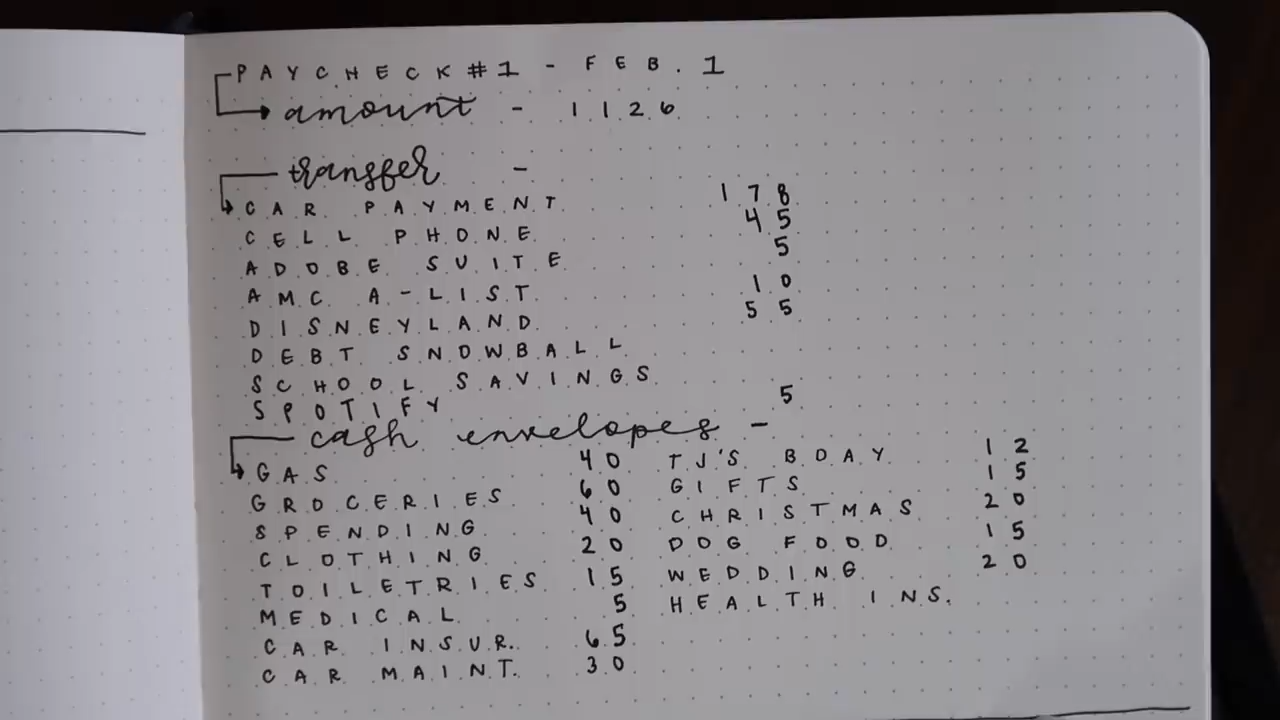 PAYCHECK #1 - FEB. 1
amount - 1126
transfer -
CAR PAYMENT 178
CELL PHONE 45
ADOBE SUITE 5
AMC A-LIST 10
DISNEYLAND 55
DEBT SNOWBALL
SCHOOL SAVINGS
SPOTIFY 5
cash envelopes -
GAS 40
GROCERIES 60
SPENDING 40
CLOTHING 20
TOILETRIES 15
MEDICAL 5
CAR INSUR. 65
CAR MAINT. 30
TJ'S BDAY 12
GIFTS 15
CHRISTMAS 20
DOG FOOD 15
WEDDING 20
HEALTH INS.